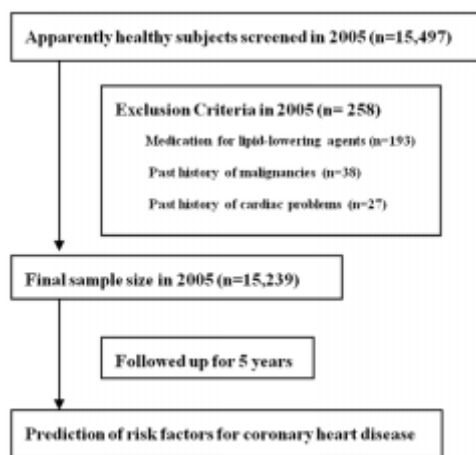 Apparently healthy subjects screened in 2005 (n=15,497)
Exclusion Criteria in 2005 (n= 258)
Medication for lipid-lowering agents (n=193)
Past history of malignancies (n=38)
Past history of cardiac problems (n=27)
Final sample size in 2005 (n=15,239)
Followed up for 5 years
Prediction of risk factors for coronary heart disease